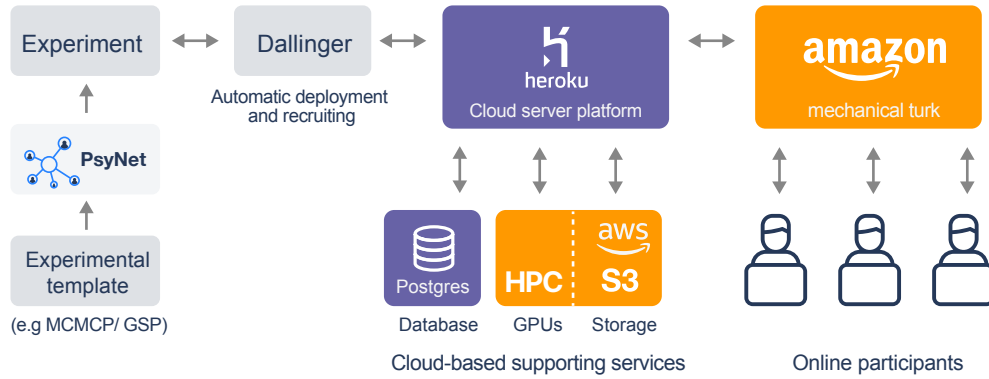 Experiment
Dallinger
heroku
Cloud server platform
amazon
mechanical turk
Automatic deployment
and recruiting
PsyNet
Experimental
template
(e.g MCMCP/ GSP)
Postgres
HPC
aws
S3
Database
GPUs
Storage
Cloud-based supporting services
Online participants